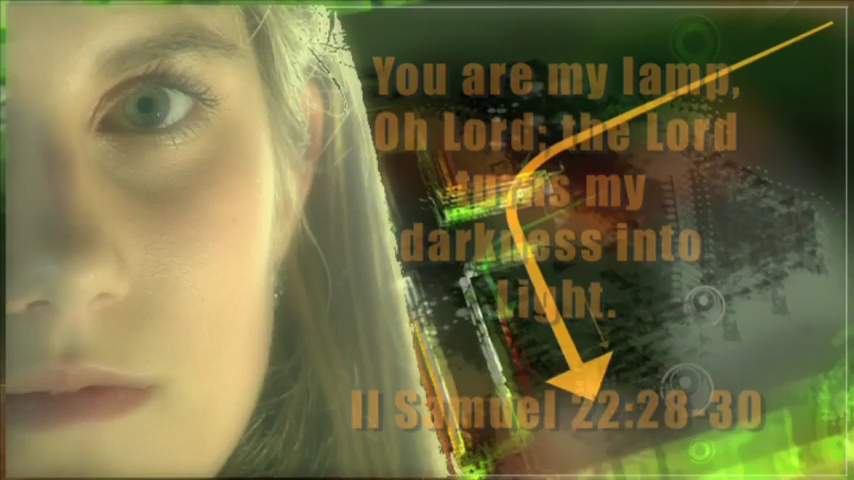 You are my lamp,
Oh Lord; the Lord
turns my
darkness into
Light.
II Samuel 22:28-30